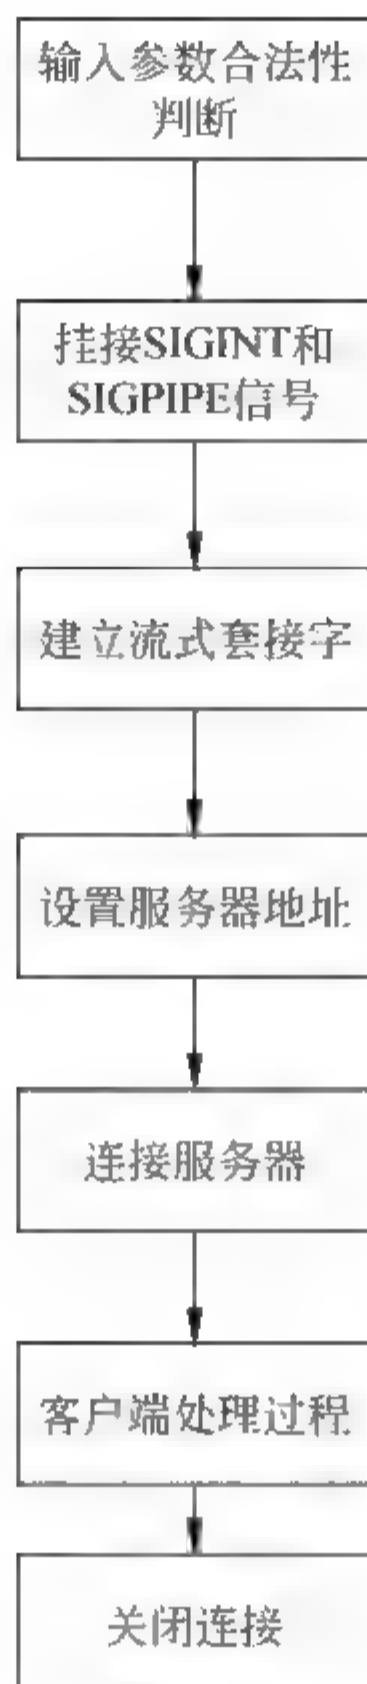 输入参数合法性
判断
挂接SIGINT和
SIGPIPE信号
建立流式套接字
设置服务器地址
连接服务器
客户端处理过程
关闭连接